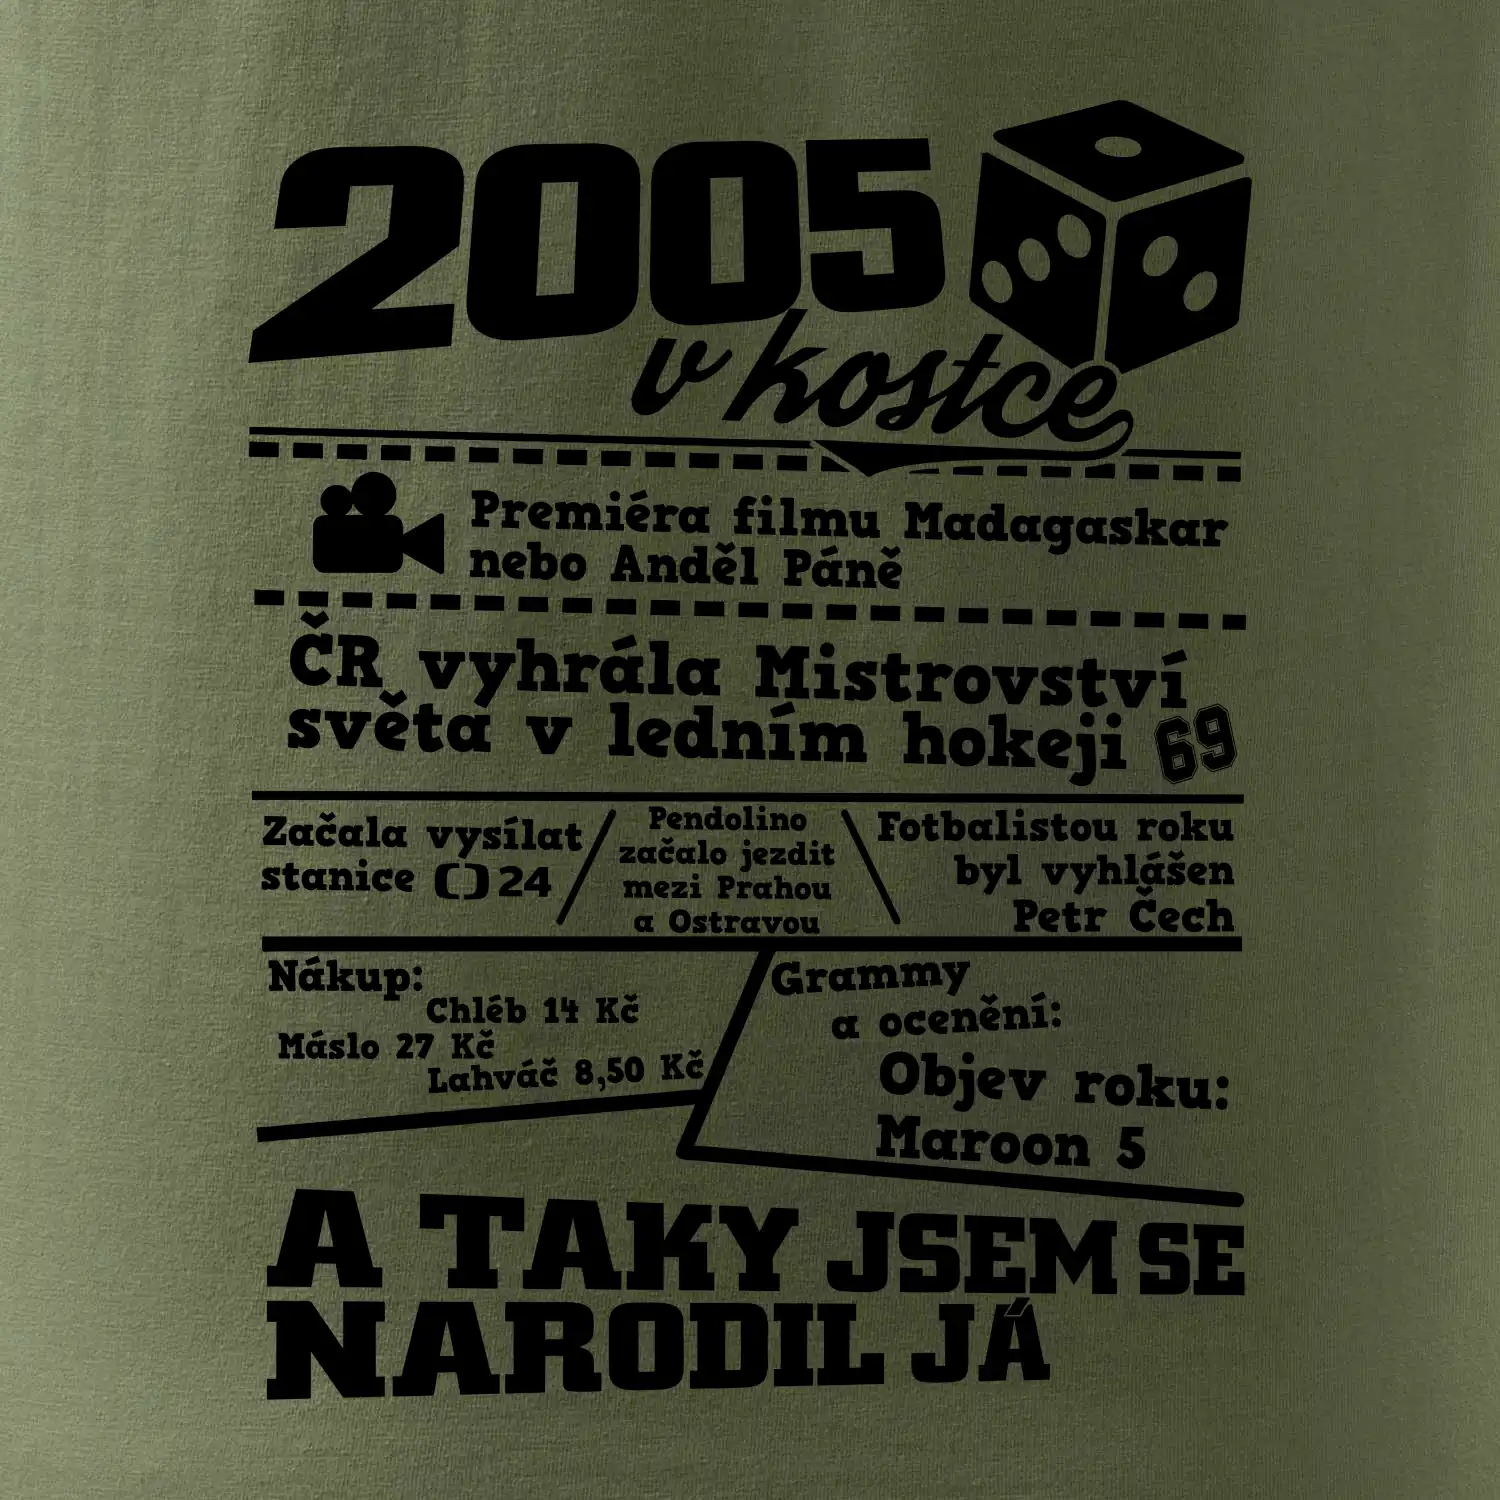 2005
v kostce
Premiéra filmu Madagaskar
nebo Anděl Páně
ČR vyhrála Mistrovství
světa v ledním hokeji 69
Začala vysílat
stanice 24
Pendolino
začalo jezdit
mezi Prahou
a Ostravou
Fotbalistou roku
byl vyhlášen
Petr Čech
Nákup:
Chléb 14 Kč
Máslo 27 Kč
Lahváč 8,50 Kč
Grammy
a ocenění:
Objev roku:
Maroon 5
A TAKY JSEM SE
NARODIL JÁ